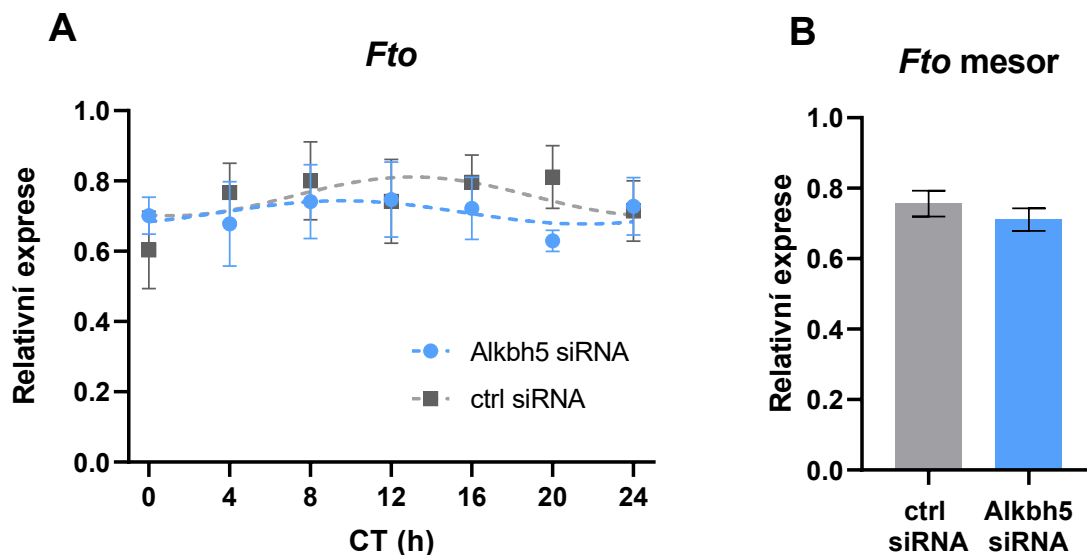 A
Fto
Relativní exprese
1.0
0.8
0.6
0.4
0.2
0.0
Alkbh5 siRNA
ctrl siRNA
0 4 8 12 16 20 24
CT (h)
B
Fto mesor
Relativní exprese
1.0
0.8
0.6
0.4
0.2
0.0
ctrl
siRNA
Alkbh5
siRNA